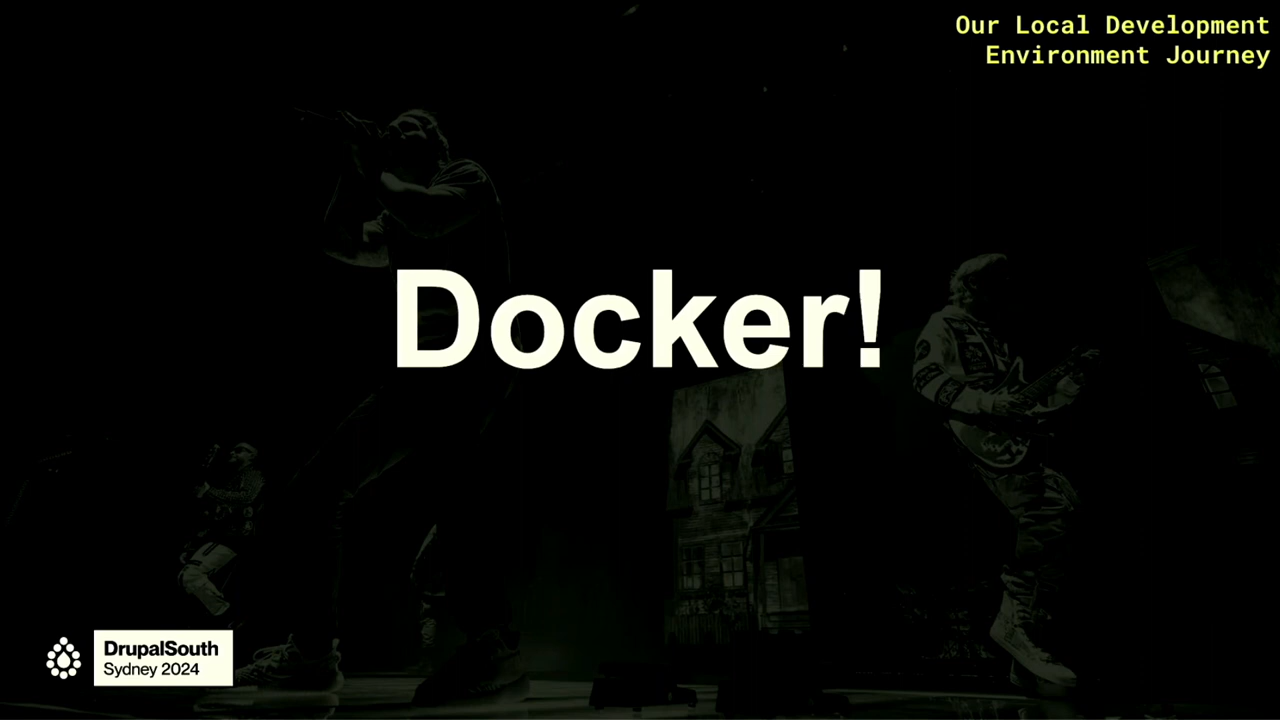 Our Local Development
Environment Journey
Docker!
DrupalSouth
Sydney 2024